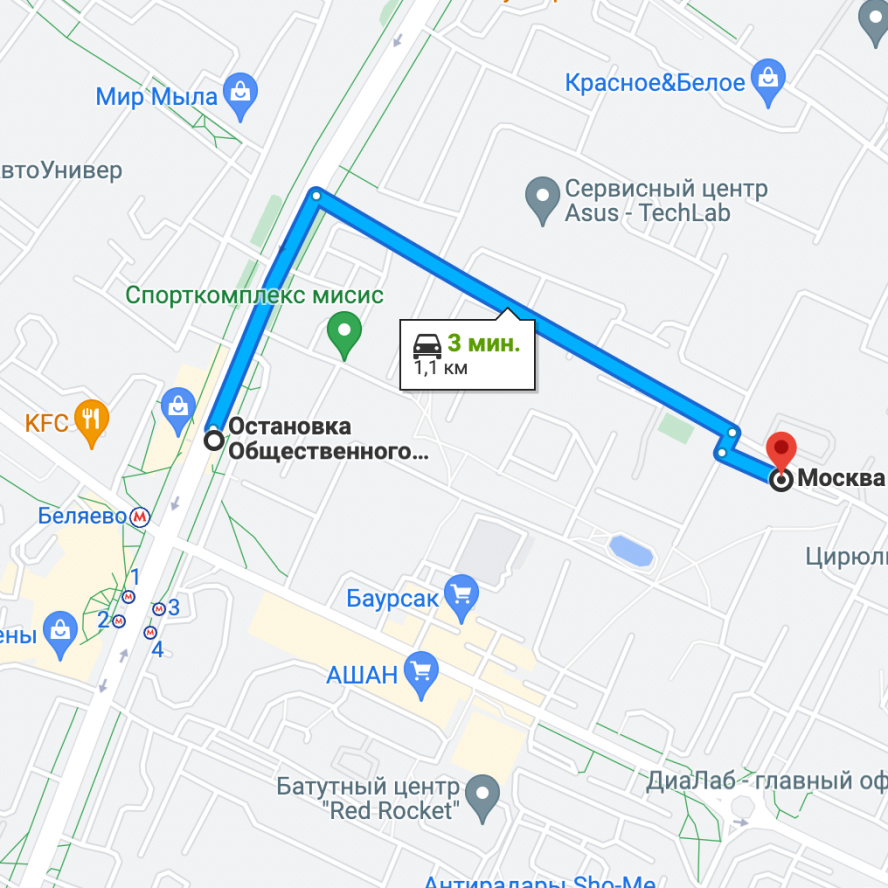 Красное&Белое
Мир Мыла
втоУнивер
Сервисный центр
Asus - TechLab
Спорткомплекс мисис
3 мин.
1,1 км
KFC
Остановка
Общественного...
Москва
Беляево М
Цирюль
1
2
3
4
Баурсак
ены
АШАН
Батутный центр
"Red Rocket"
ДиаЛаб - главный оф
Антирадары Sho-Me